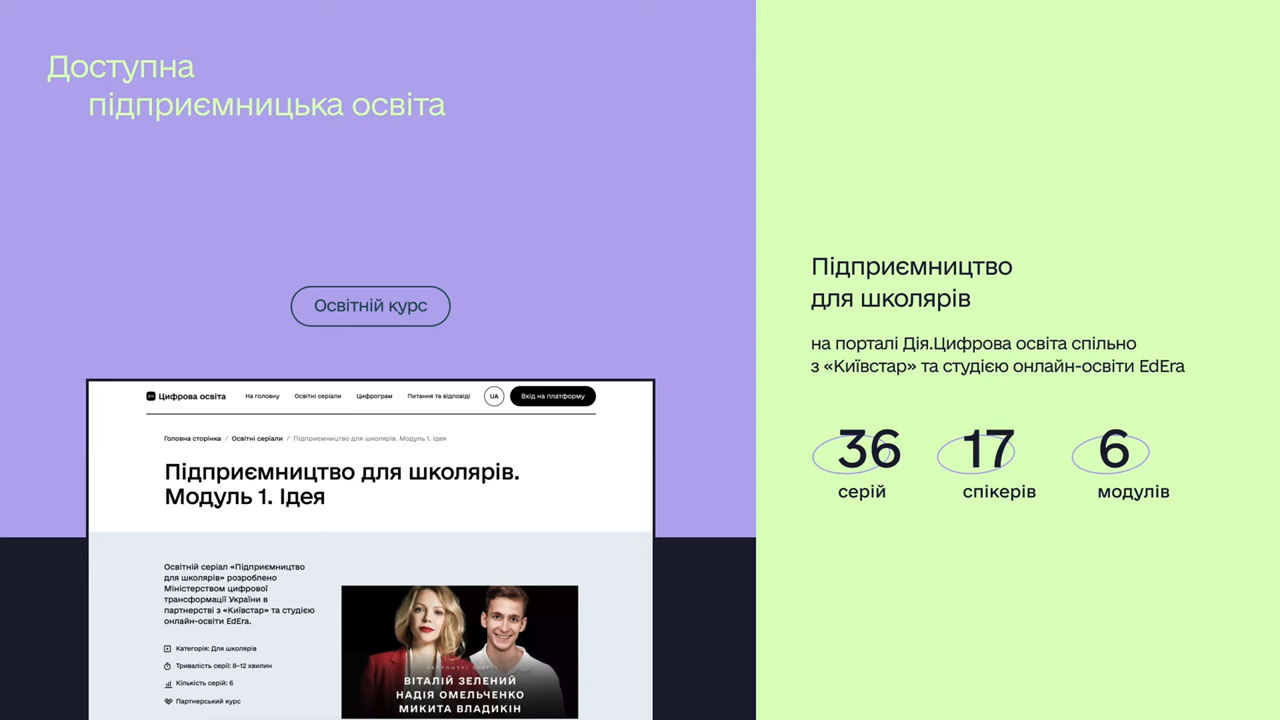 Доступна
підприємницька освіта
Освітній курс
Цифрова освіта На головну Освітні серіали Цифрограм Питання та відповіді UA Вхід на платформу
Головна сторінка / Освітні серіали / Підприємництво для школярів. Модуль 1. Ідея
Підприємництво для школярів.
Модуль 1. Ідея
Освітній серіал «Підприємництво
для школярів» розроблено
Міністерством цифрової
трансформації України в
партнерстві з «Київстар» та студією
онлайн-освіти EdEra.
Категорія: Для школярів
Тривалість серії: 8–12 хвилин
Кількість серій: 6
Партнерський курс
ВІТАЛІЙ ЗЕЛЕНИЙ
НАДІЯ ОМЕЛЬЧЕНКО
МИКИТА ВЛАДИКІН
Підприємництво
для школярів
на порталі Дія.Цифрова освіта спільно
з «Київстар» та студією онлайн-освіти EdEra
36 17 6
серій спікерів модулів